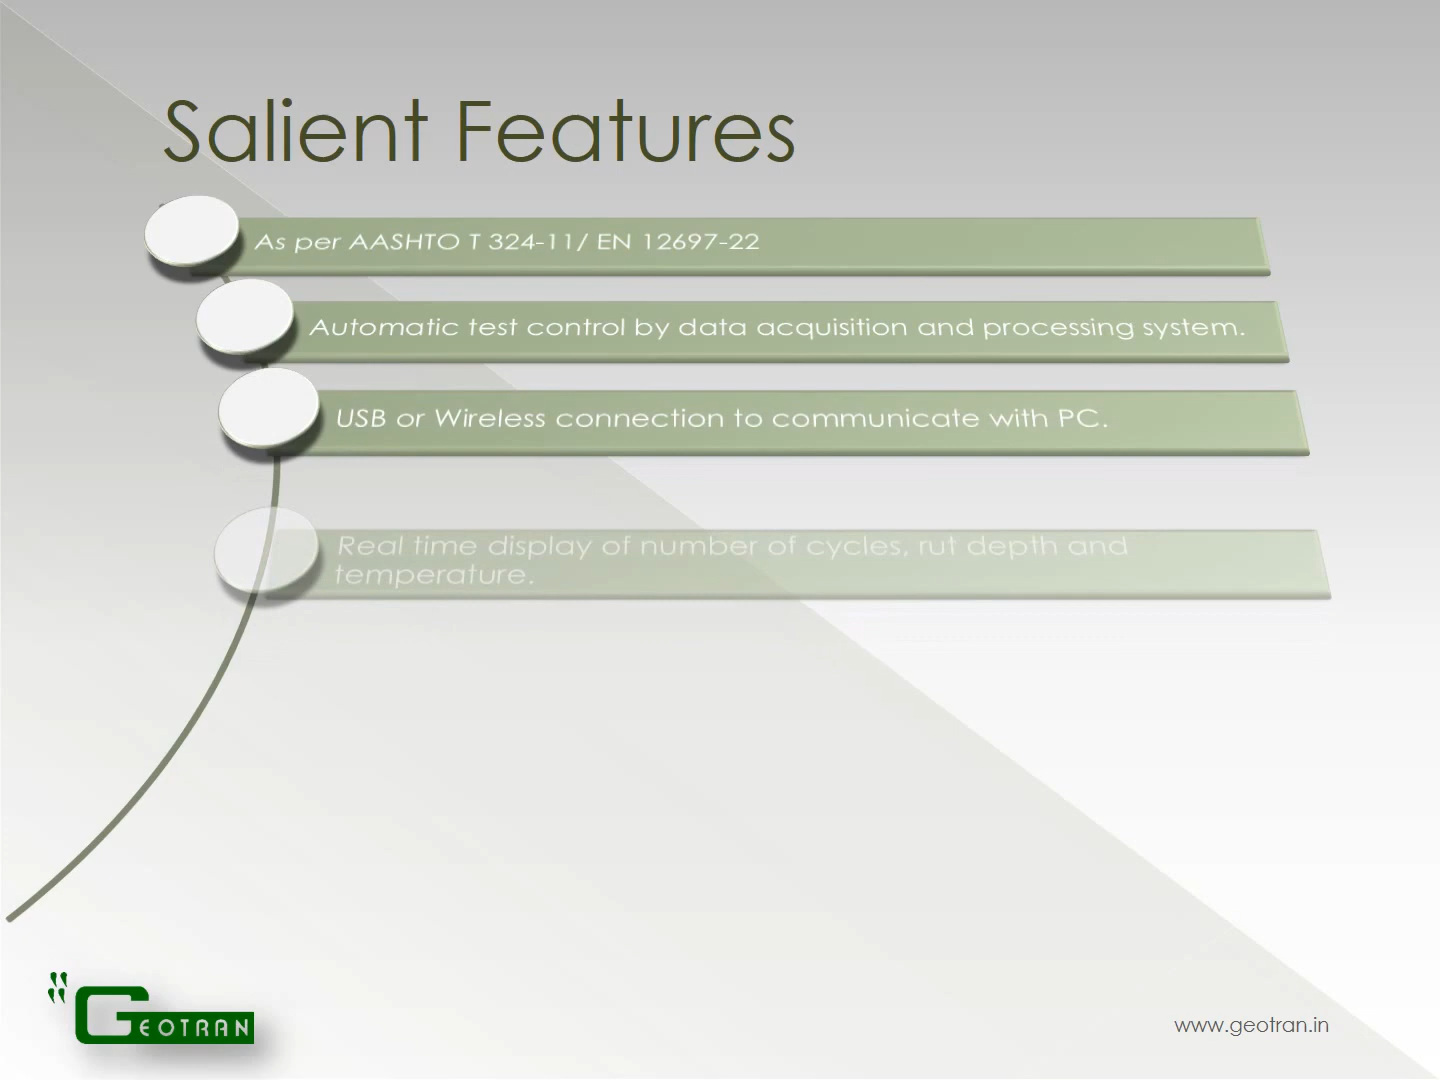 Salient Features
As per AASHTO T 324-11/ EN 12697-22
Automatic test control by data acquisition and processing system.
USB or Wireless connection to communicate with PC.
Real time display of number of cycles, rut depth and
temperature.
GEOTRAN
www.geotran.in